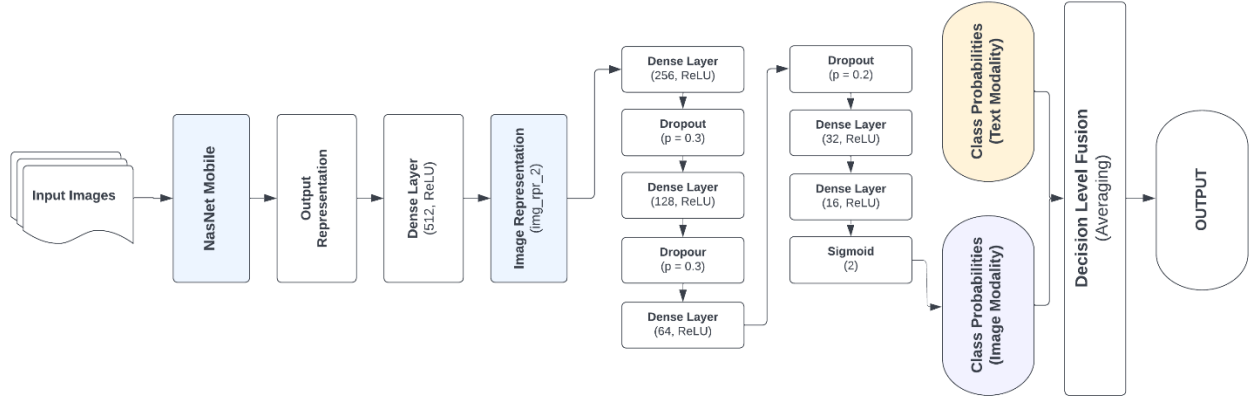 Input Images
NasNet Mobile
Output
Representation
Dense Layer
(512, ReLU)
Image Representation
(img_rpr_2)
Dense Layer
(256, ReLU)
Dropout
(p = 0.3)
Dense Layer
(128, ReLU)
Dropour
(p = 0.3)
Dense Layer
(64, ReLU)
Dropout
(p = 0.2)
Dense Layer
(32, ReLU)
Dense Layer
(16, ReLU)
Sigmoid
(2)
Class Probabilities
(Text Modality)
Class Probabilities
(Image Modality)
Decision Level Fusion
(Averaging)
OUTPUT